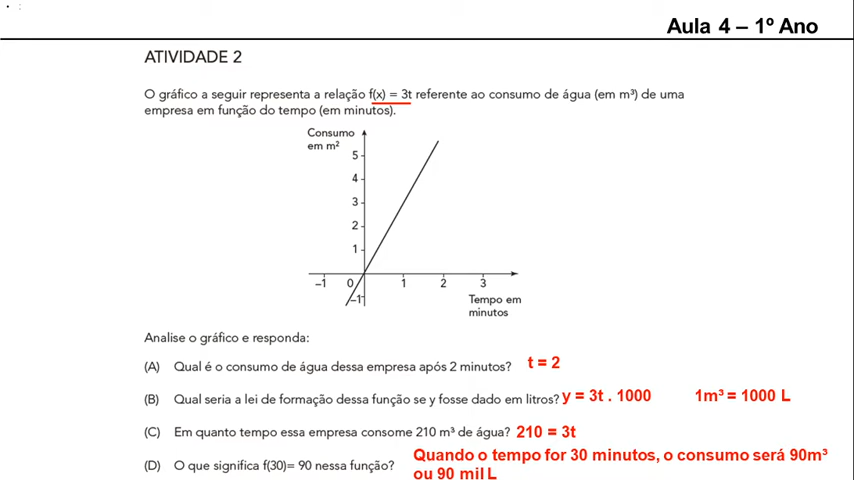 Aula 4 – 1º Ano
ATIVIDADE 2
O gráfico a seguir representa a relação f(x) = 3t referente ao consumo de água (em m³) de uma
empresa em função do tempo (em minutos).
Consumo
em m²
5
4
3
2
1
–1 0 1 2 3
–1
Tempo em
minutos
Analise o gráfico e responda:
(A) Qual é o consumo de água dessa empresa após 2 minutos? t = 2
(B) Qual seria a lei de formação dessa função se y fosse dado em litros? y = 3t . 1000 1m³ = 1000 L
(C) Em quanto tempo essa empresa consome 210 m³ de água? 210 = 3t
(D) O que significa f(30)= 90 nessa função? Quando o tempo for 30 minutos, o consumo será 90m³
ou 90 mil L